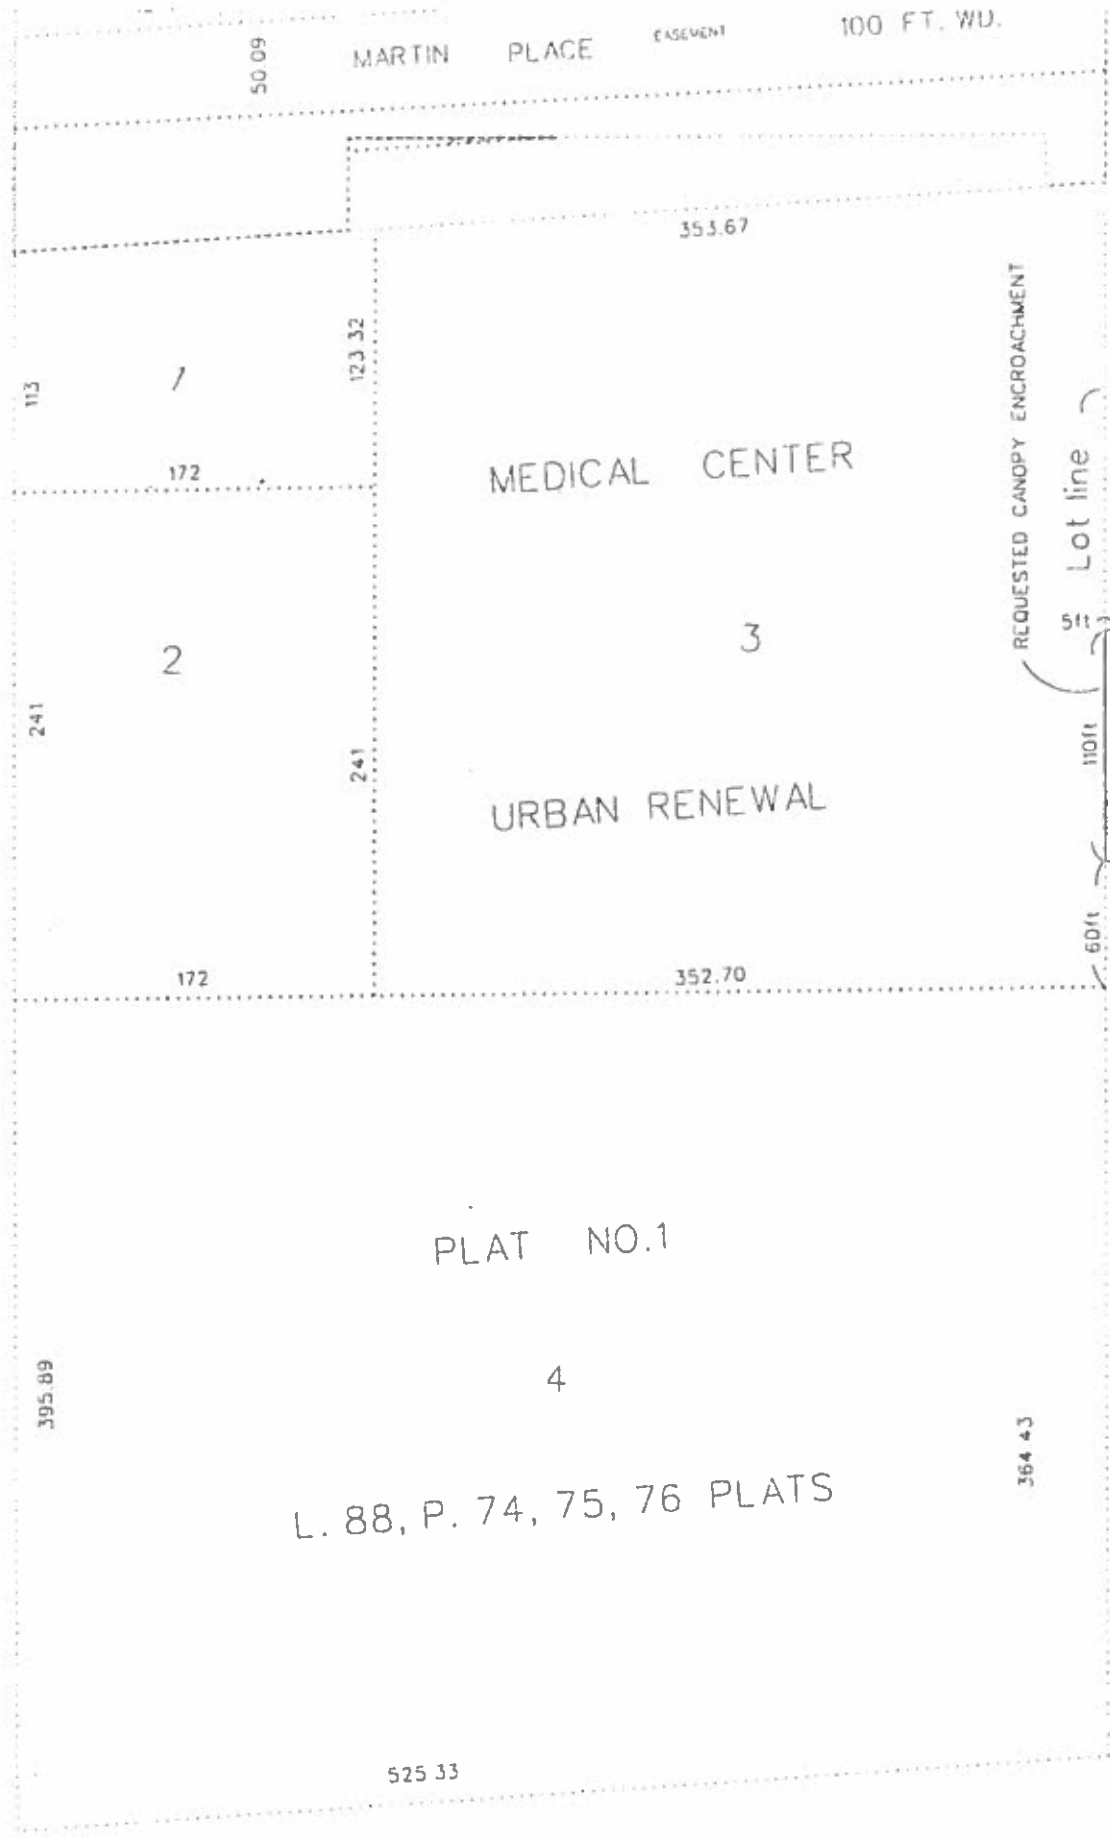 MARTIN PLACE EASEMENT 100 FT. WD.
50.09
353.67
123 32
113
1
172
MEDICAL CENTER
REQUESTED CANOPY ENCROACHMENT
Lot line
5ft
2
3
241
241
110ft
URBAN RENEWAL
60ft
172
352.70
PLAT NO.1
4
395.89
364 43
L. 88, P. 74, 75, 76 PLATS
525 33